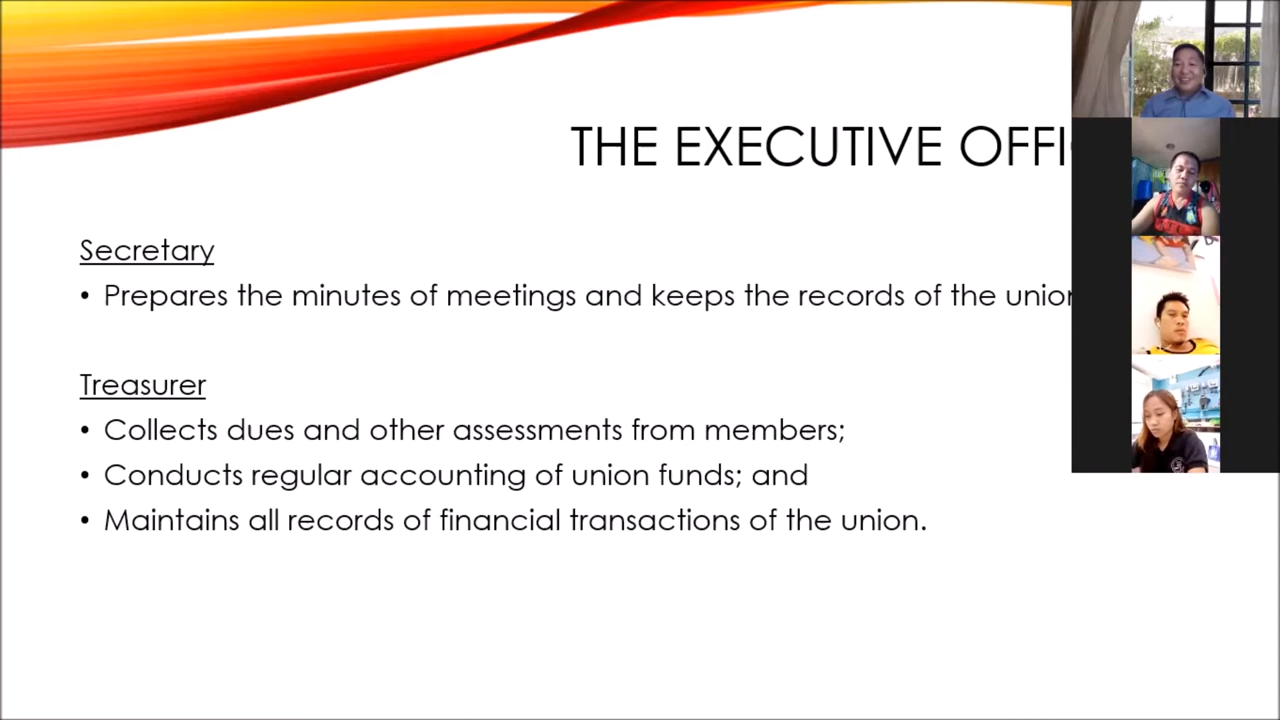 THE EXECUTIVE
Secretary
• Prepares the minutes of meetings and keeps the records of the union
Treasurer
• Collects dues and other assessments from members;
• Conducts regular accounting of union funds; and
• Maintains all records of financial transactions of the union.